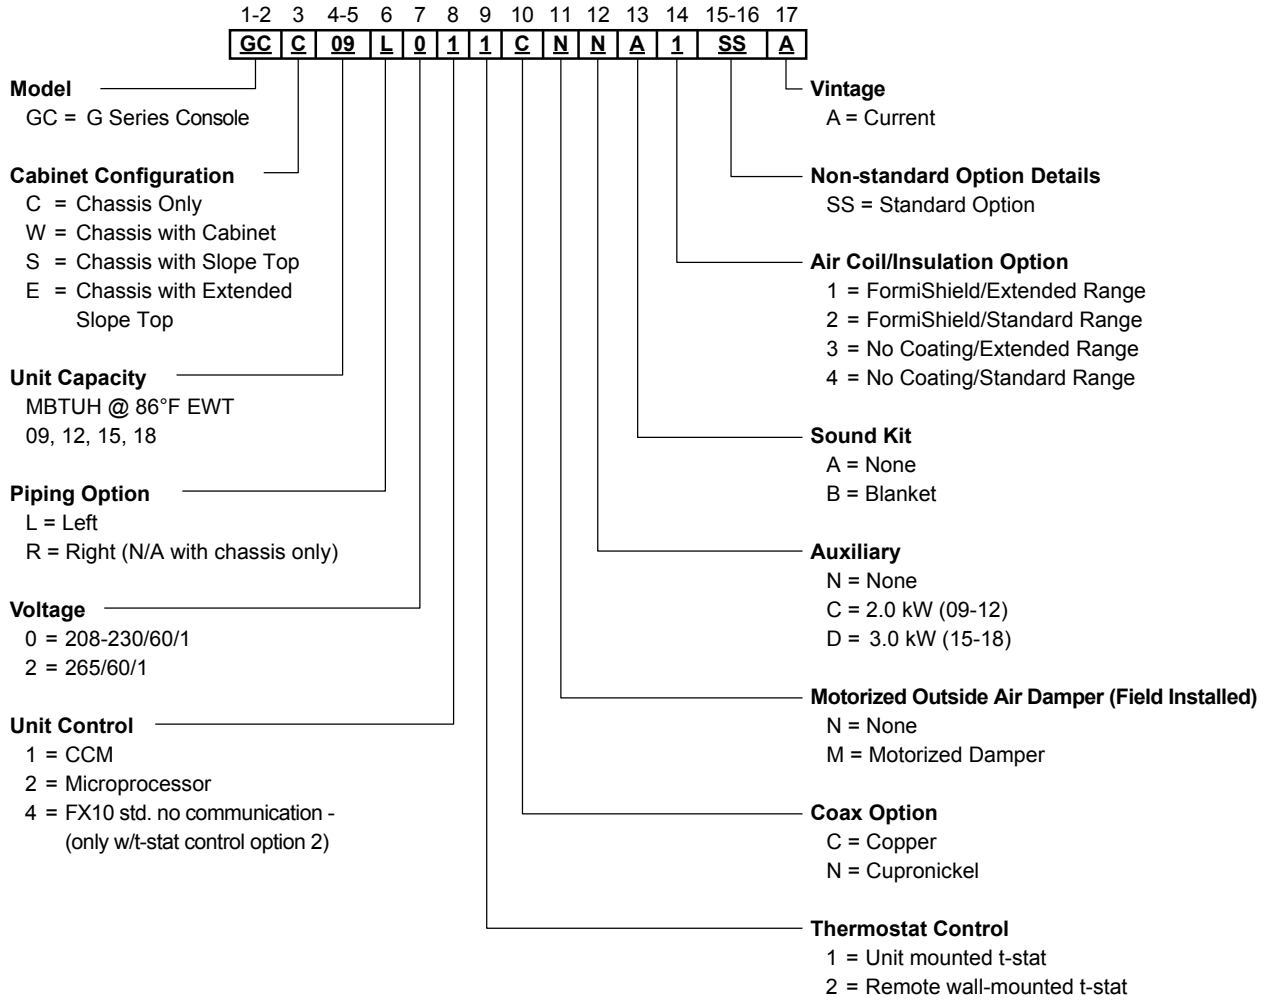 1-2 3 4-5 6 7 8 9 10 11 12 13 14 15-16 17
GC C 09 L 0 1 1 C N N A 1 SS A
Model
GC = G Series Console
Cabinet Configuration
C = Chassis Only
W = Chassis with Cabinet
S = Chassis with Slope Top
E = Chassis with Extended
Slope Top
Unit Capacity
MBTUH @ 86°F EWT
09, 12, 15, 18
Piping Option
L = Left
R = Right (N/A with chassis only)
Voltage
0 = 208-230/60/1
2 = 265/60/1
Unit Control
1 = CCM
2 = Microprocessor
4 = FX10 std. no communication -
(only w/t-stat control option 2)
Vintage
A = Current
Non-standard Option Details
SS = Standard Option
Air Coil/Insulation Option
1 = FormiShield/Extended Range
2 = FormiShield/Standard Range
3 = No Coating/Extended Range
4 = No Coating/Standard Range
Sound Kit
A = None
B = Blanket
Auxiliary
N = None
C = 2.0 kW (09-12)
D = 3.0 kW (15-18)
Motorized Outside Air Damper (Field Installed)
N = None
M = Motorized Damper
Coax Option
C = Copper
N = Cupronickel
Thermostat Control
1 = Unit mounted t-stat
2 = Remote wall-mounted t-stat